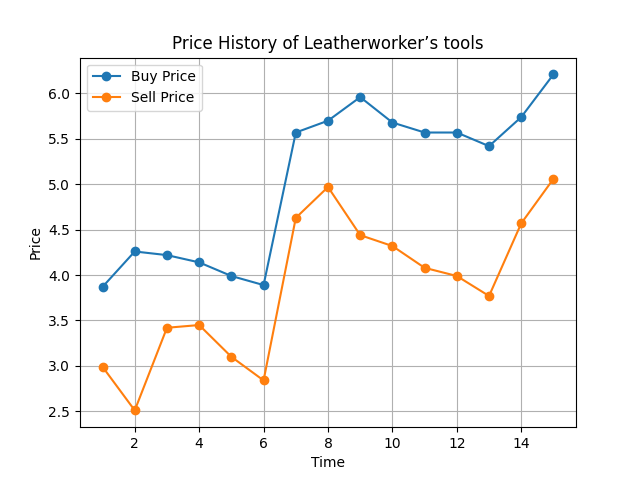 Price History of Leatherworker’s tools
Buy Price
Sell Price
6.0
5.5
5.0
4.5
4.0
3.5
3.0
2.5
Price
2 4 6 8 10 12 14
Time